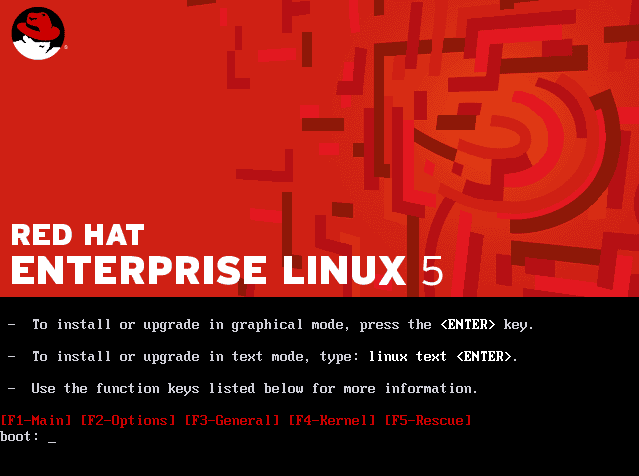 RED HAT
ENTERPRISE LINUX 5
- To install or upgrade in graphical mode, press the <ENTER> key.
- To install or upgrade in text mode, type: linux text <ENTER>.
- Use the function keys listed below for more information.
[F1-Main] [F2-Options] [F3-General] [F4-Kernel] [F5-Rescue]
boot: _